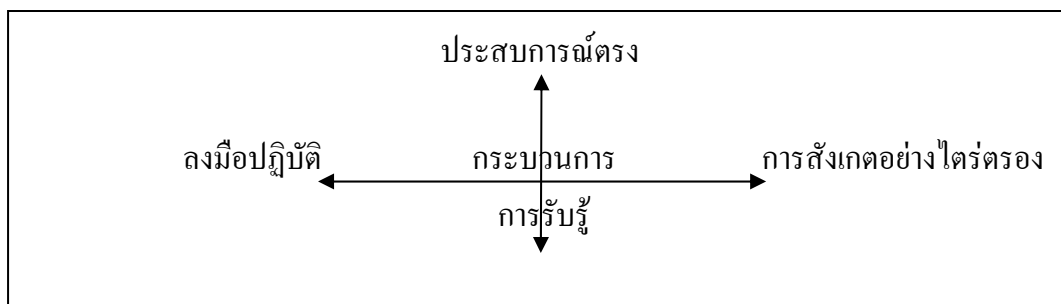 ประสบการณ์ตรง
ลงมือปฏิบัติ กระบวนการ การสังเกตอย่างไตร่ตรอง
การรับรู้